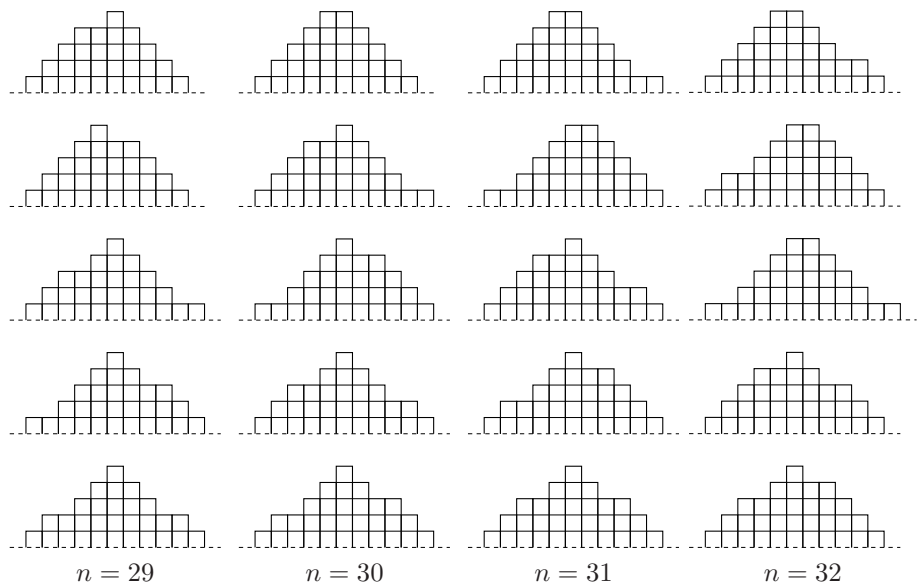 n = 29 n = 30 n = 31 n = 32